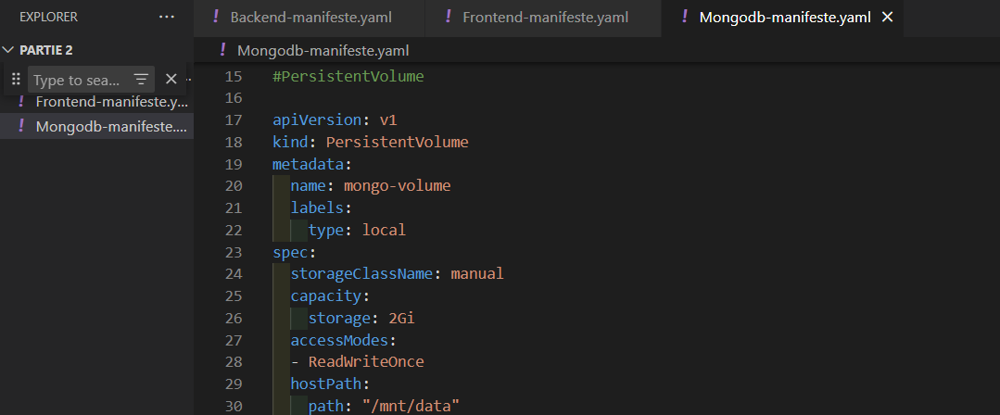 EXPLORER ...
! Backend-manifeste.yaml ! Frontend-manifeste.yaml ! Mongodb-manifeste.yaml
PARTIE 2
! Mongodb-manifeste.yaml
Type to sea...
! Frontend-manifeste.y...
! Mongodb-manifeste....
15 #PersistentVolume
16
17 apiVersion: v1
18 kind: PersistentVolume
19 metadata:
20   name: mongo-volume
21   labels:
22     type: local
23 spec:
24   storageClassName: manual
25   capacity:
26     storage: 2Gi
27   accessModes:
28   - ReadWriteOnce
29   hostPath:
30     path: "/mnt/data"